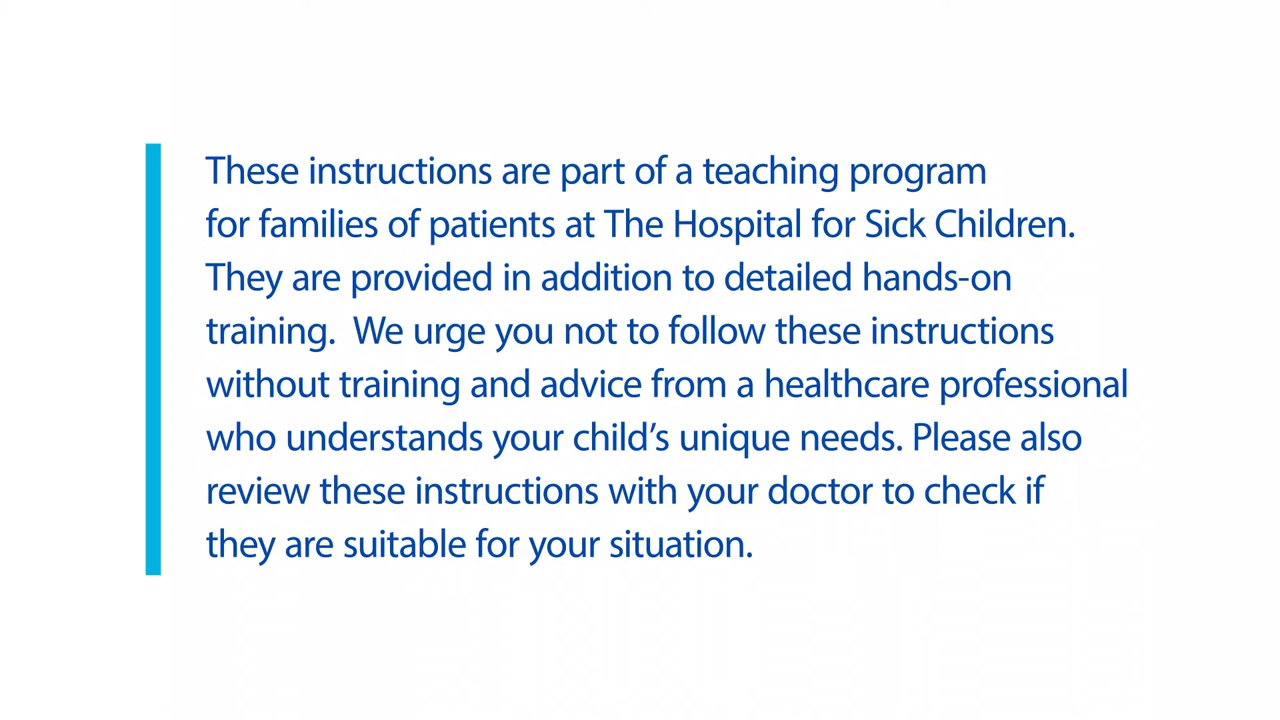 These instructions are part of a teaching program
for families of patients at The Hospital for Sick Children.
They are provided in addition to detailed hands-on
training.  We urge you not to follow these instructions
without training and advice from a healthcare professional
who understands your child’s unique needs. Please also
review these instructions with your doctor to check if
they are suitable for your situation.